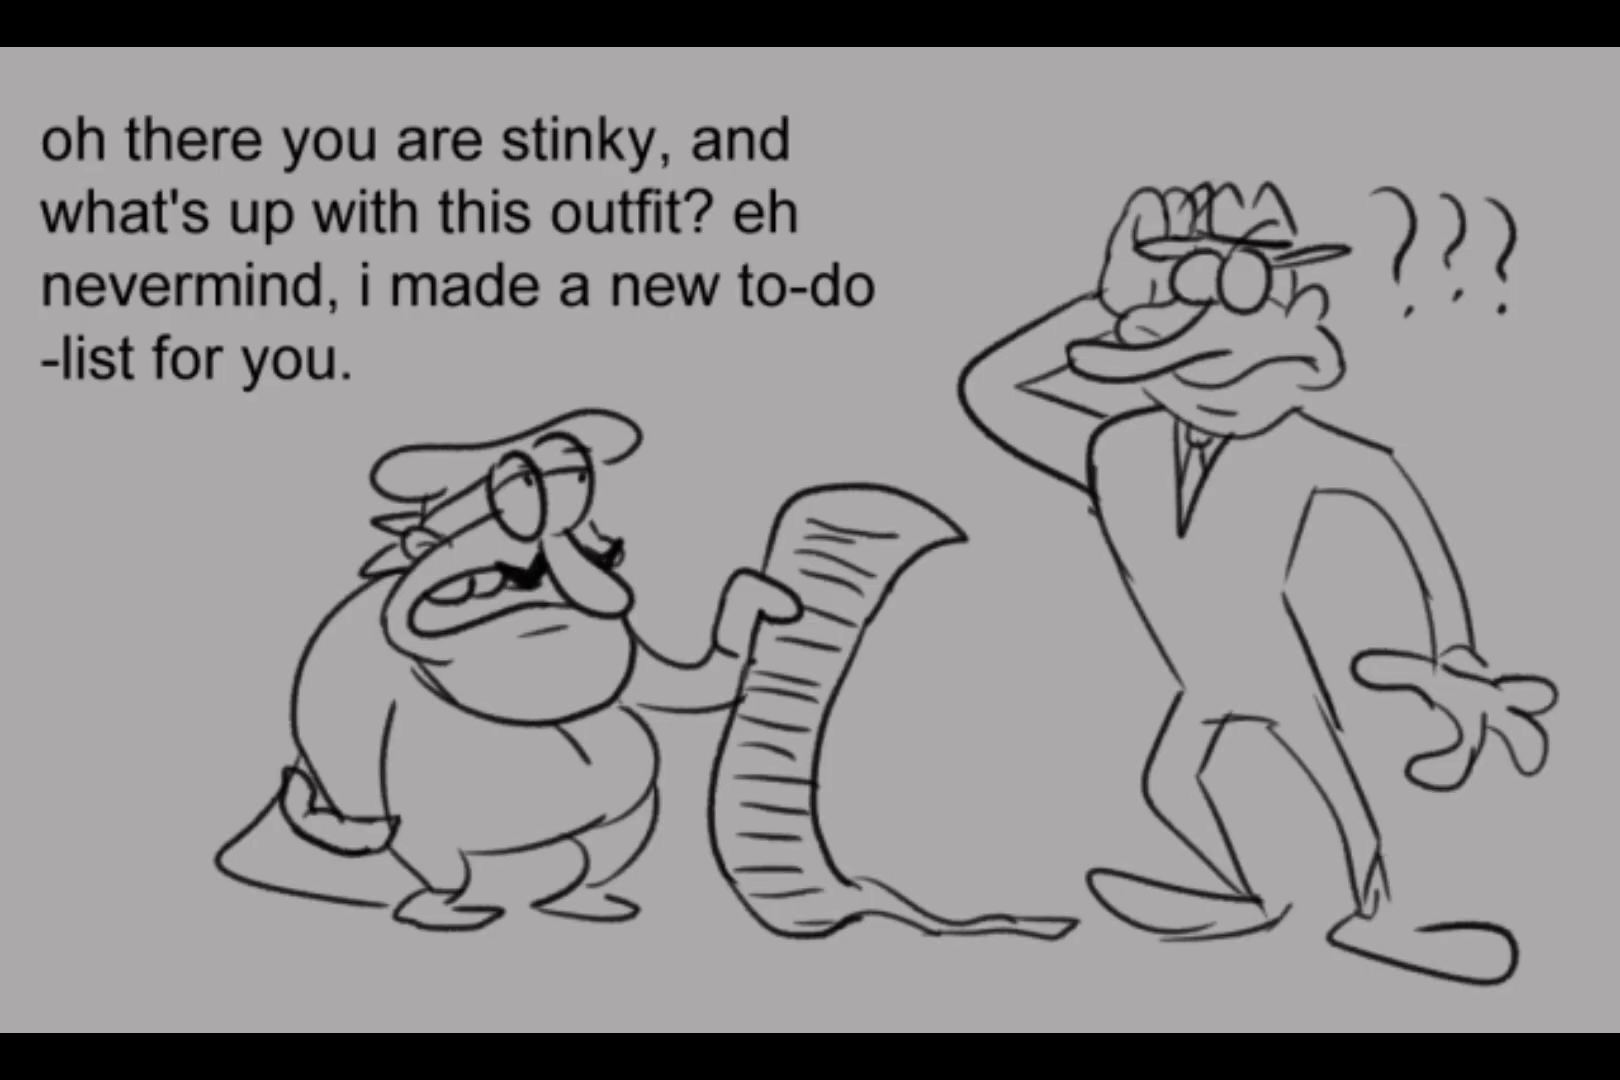 oh there you are stinky, and
what's up with this outfit? eh
nevermind, i made a new to-do
-list for you.
???